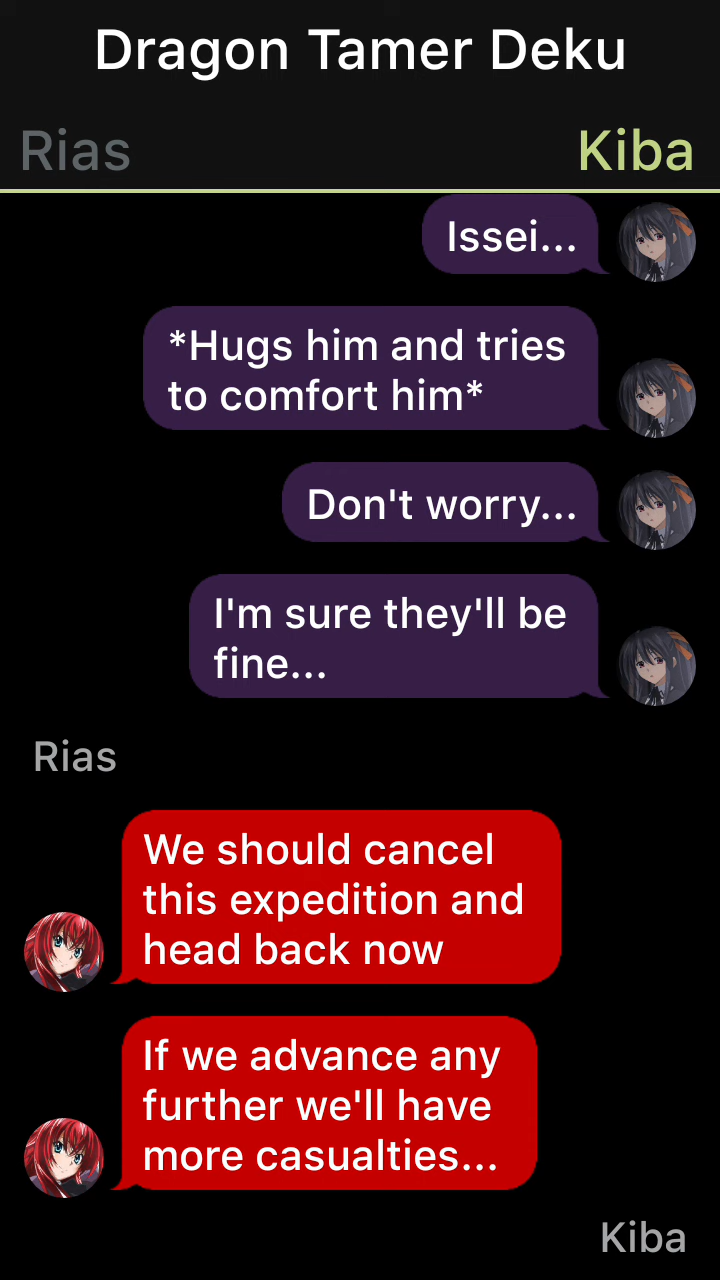 Dragon Tamer Deku
Rias
Kiba
Issei...
*Hugs him and tries
to comfort him*
Don't worry...
I'm sure they'll be
fine...
Rias
We should cancel
this expedition and
head back now
If we advance any
further we'll have
more casualties...
Kiba